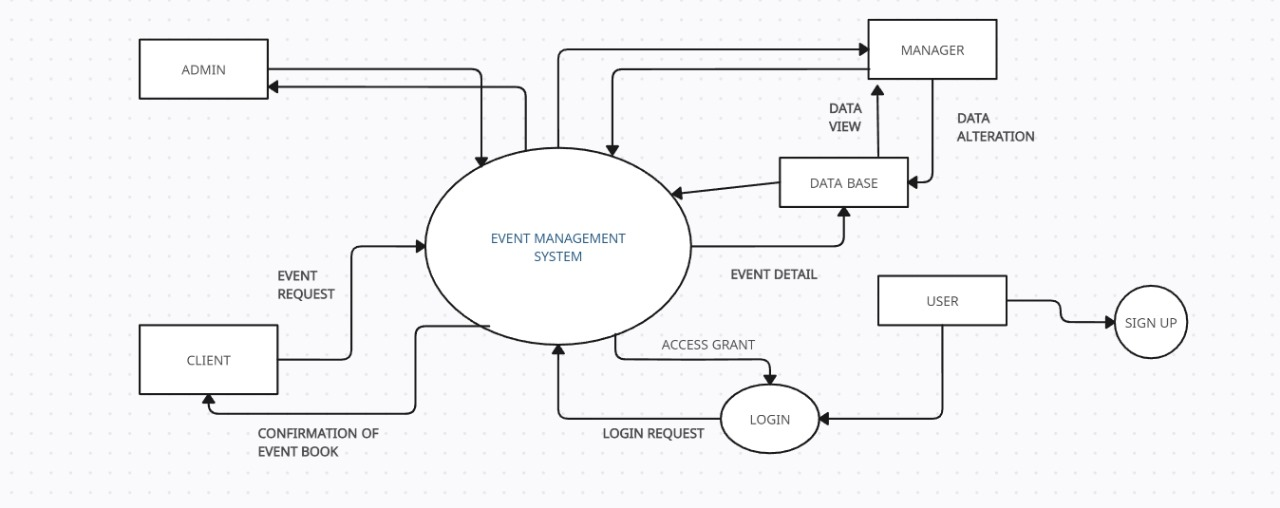 ADMIN
MANAGER
DATA
VIEW
DATA
ALTERATION
DATA BASE
EVENT MANAGEMENT
SYSTEM
EVENT
REQUEST
EVENT DETAIL
USER
SIGN UP
CLIENT
ACCESS GRANT
LOGIN
LOGIN REQUEST
CONFIRMATION OF
EVENT BOOK